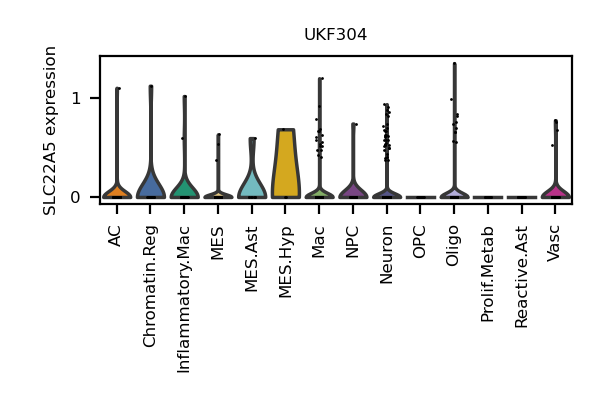 UKF304
SLC22A5 expression
1
0
AC
Chromatin.Reg
Inflammatory.Mac
MES
MES.Ast
MES.Hyp
Mac
NPC
Neuron
OPC
Oligo
Prolif.Metab
Reactive.Ast
Vasc